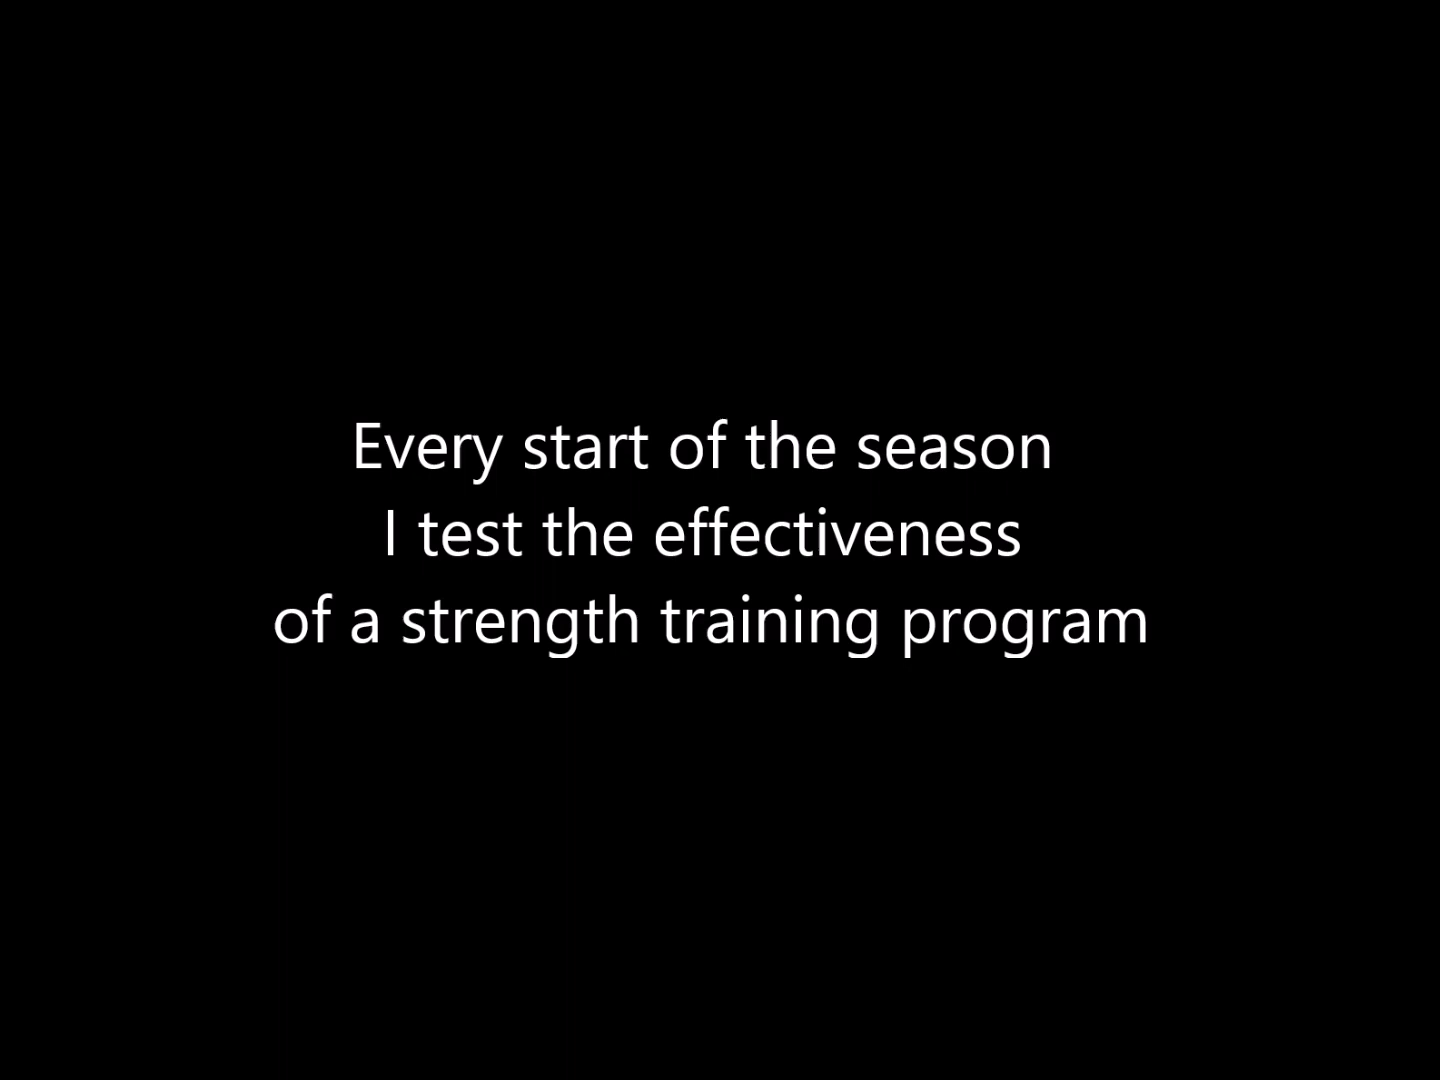 Every start of the season
I test the effectiveness
of a strength training program